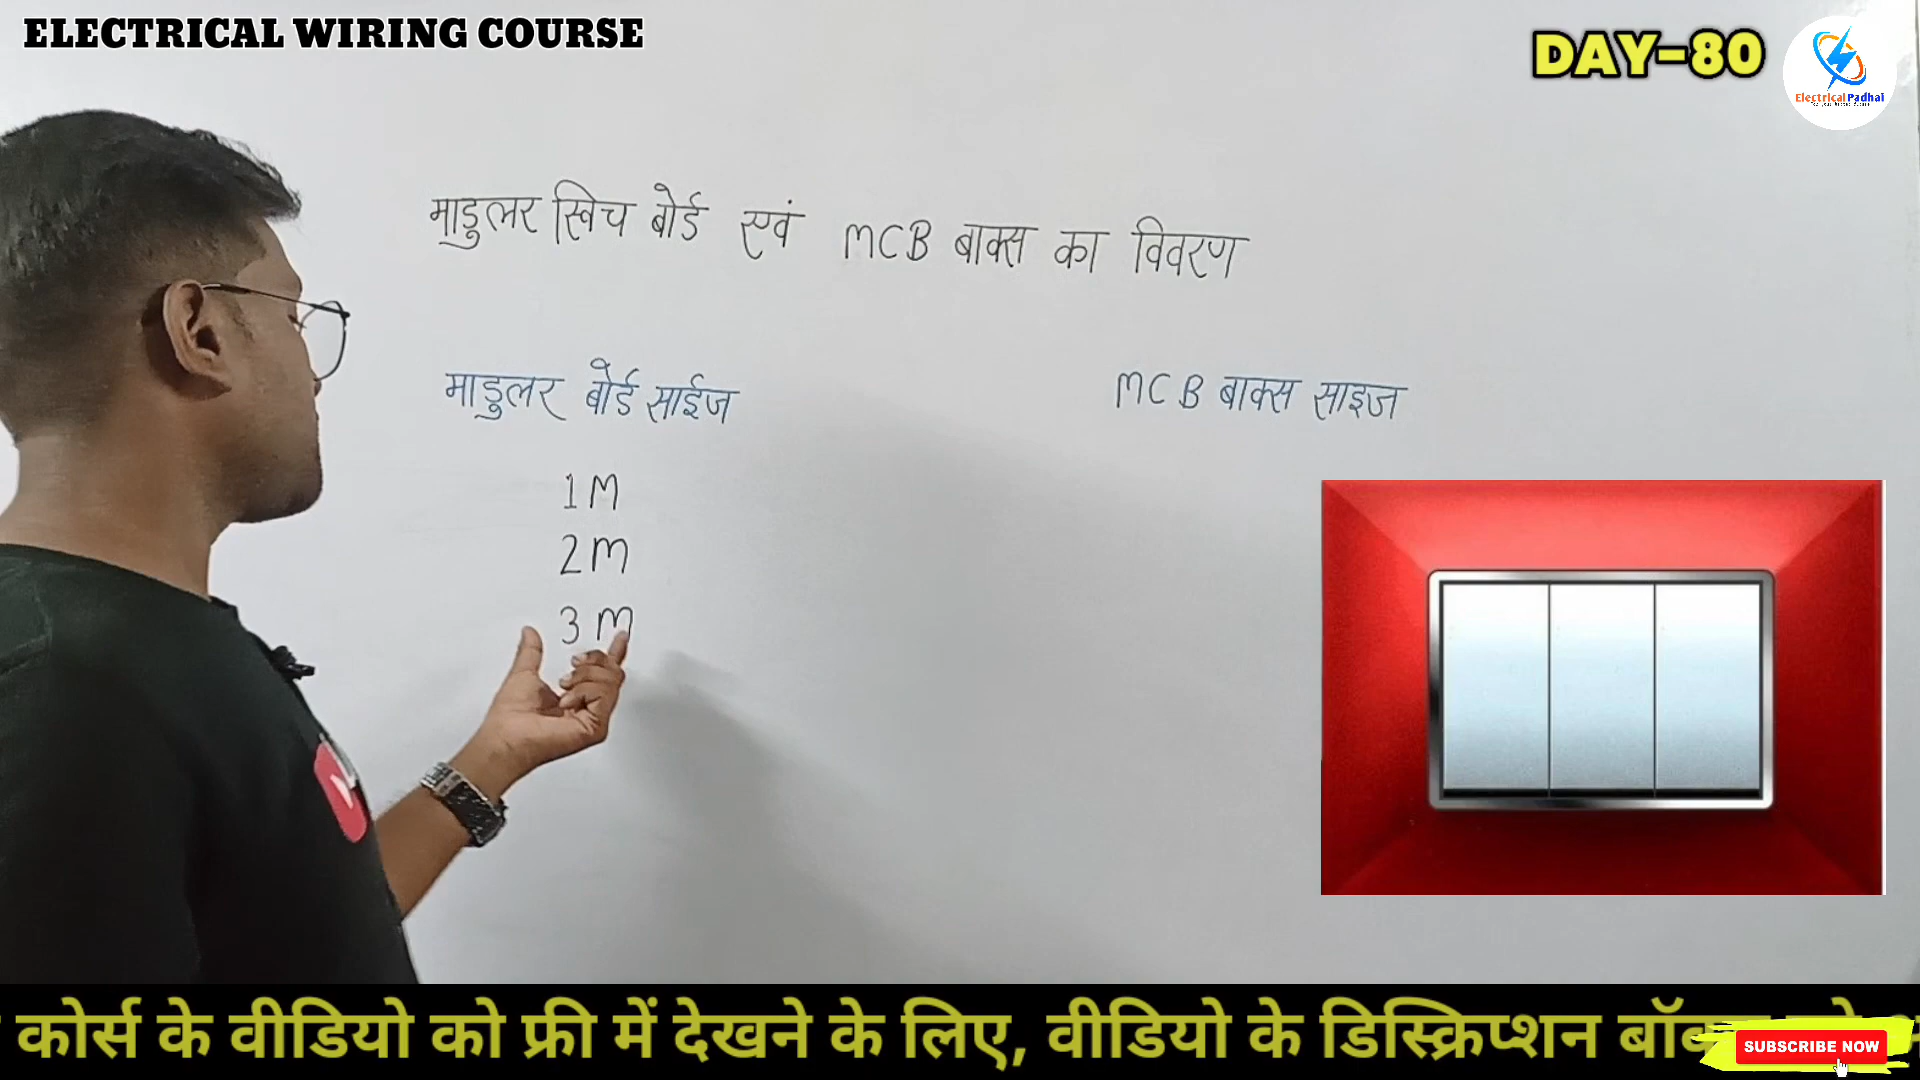 ELECTRICAL WIRING COURSE
DAY-80
ElectricalPadhai
माडुलर स्विच बोर्ड एवं MCB बाक्स का विवरण
माडुलर बोर्ड साईज
MCB बाक्स साइज
1M
2M
3M
कोर्स के वीडियो को फ्री में देखने के लिए, वीडियो के डिस्क्रिप्शन
SUBSCRIBE NOW